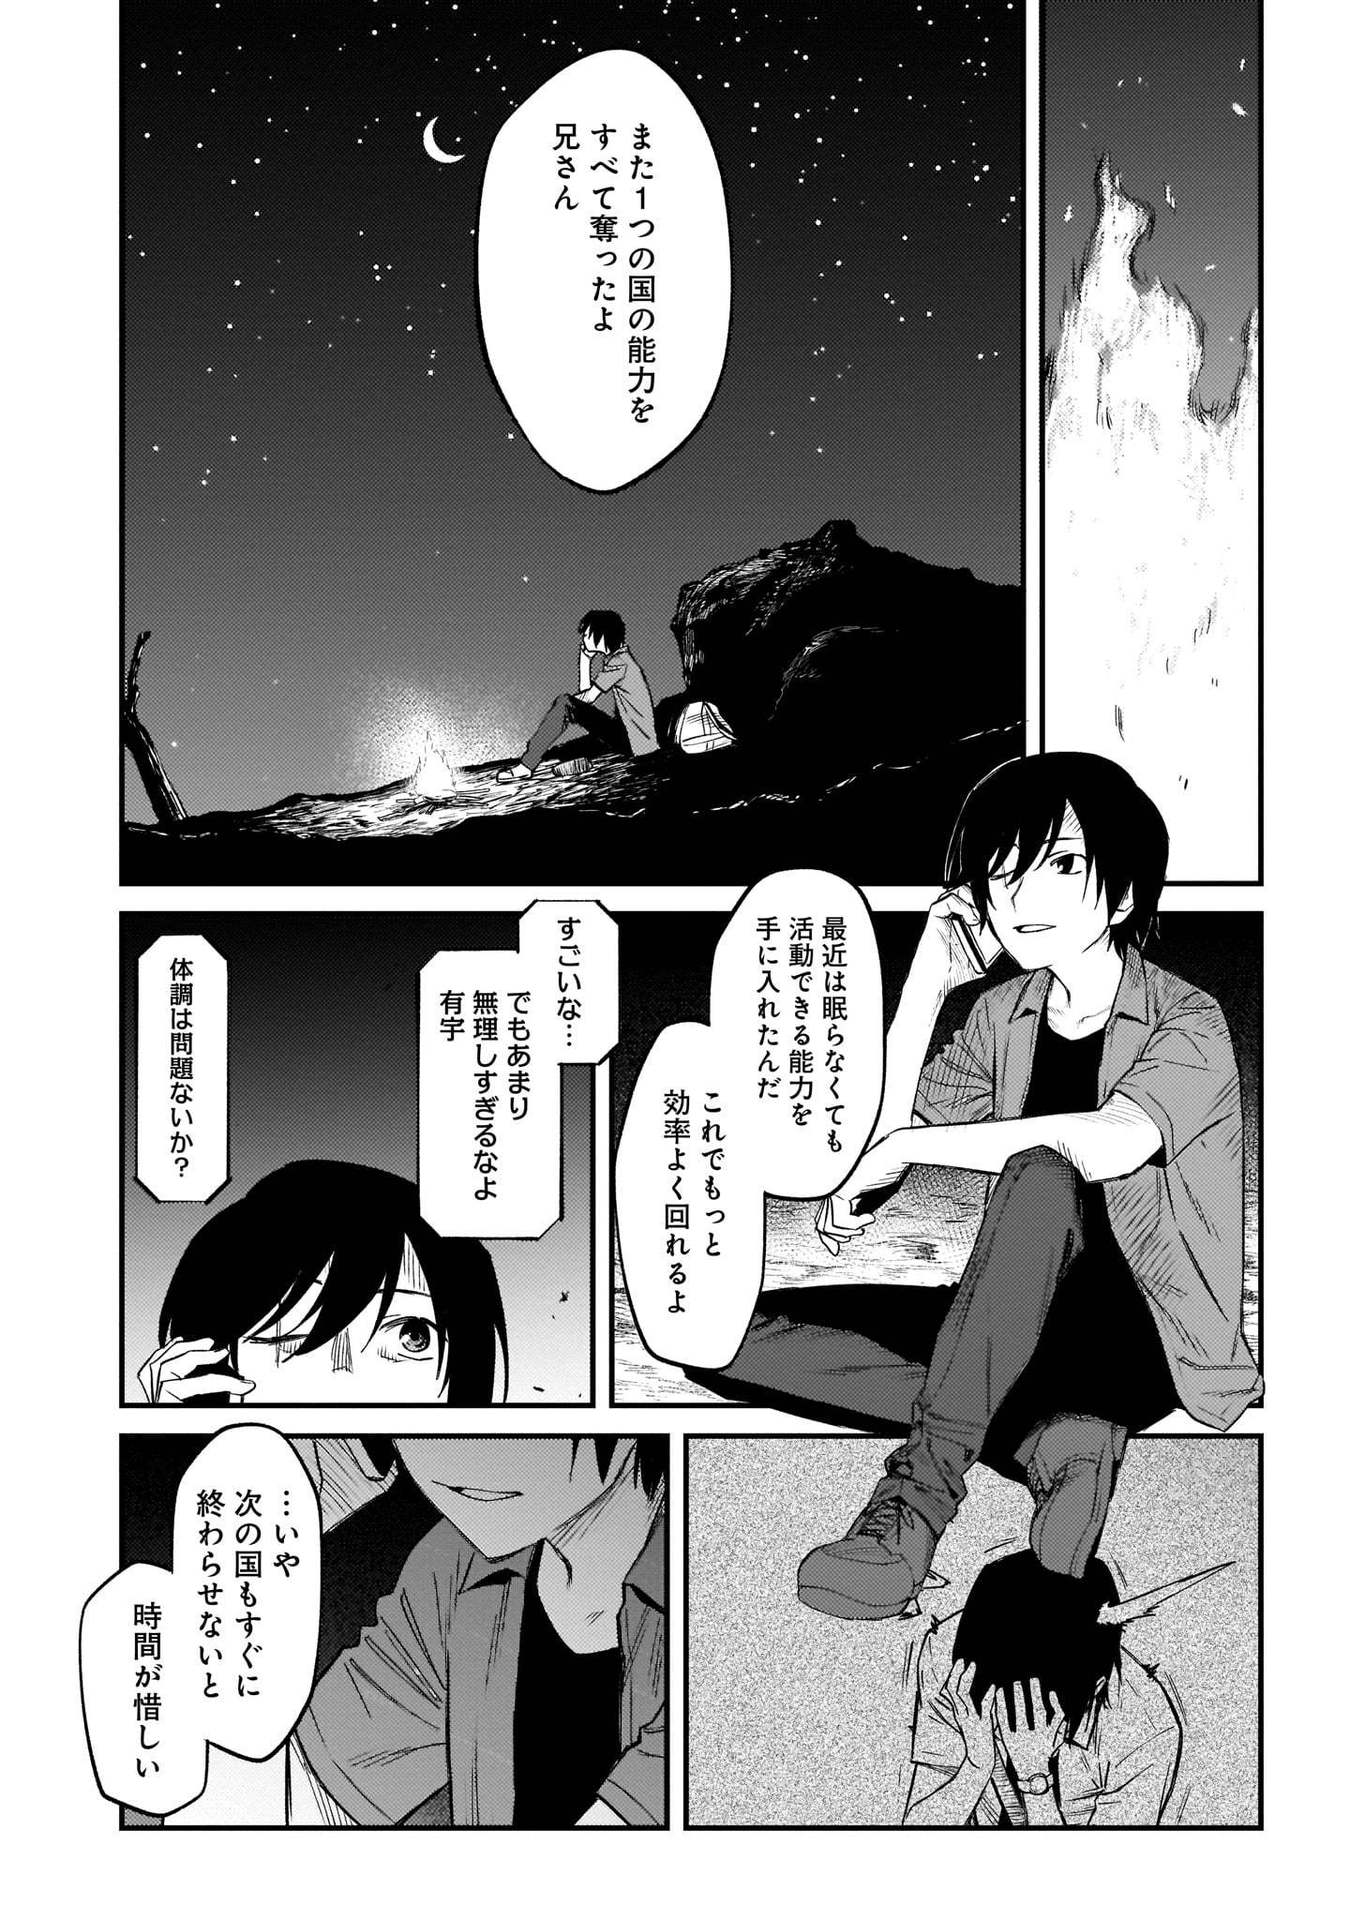 また1つの国の能力を
すべて奪ったよ
兄さん
最近は眠らなくても
活動できる能力を
手に入れたんだ
これでもっと
効率よく回れるよ
すごいな…
でもあまり
無理しすぎるなよ
有宇
体調は問題ないか?
…いや
次の国もすぐに
終わらせないと
時間が惜しい